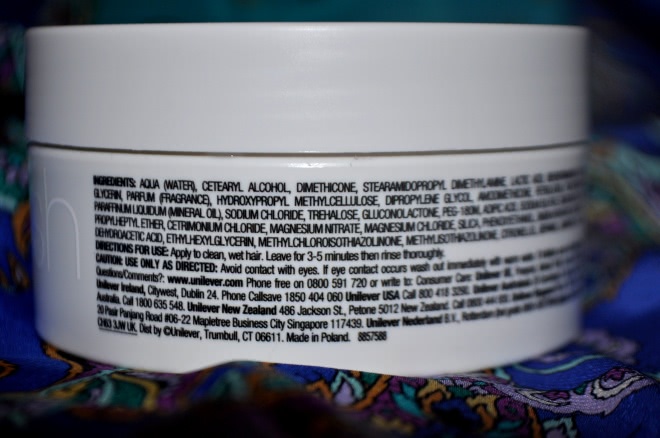 sh
INGREDIENTS: AQUA (WATER), CETEARYL ALCOHOL, DIMETHICONE, STEARAMIDOPROPYL DIMETHYLAMINE, LACTIC ACID,
GLYCERIN, PARFUM (FRAGRANCE), HYDROXYPROPYL METHYLCELLULOSE, DIPROPYLENE GLYCOL, AMODIMETHICONE,
PARAFFINUM LIQUIDUM (MINERAL OIL), SODIUM CHLORIDE, TREHALOSE, GLUCONOLACTONE, PEG-180M, ADIPIC ACID,
PROPYLHEPTYL ETHER, CETRIMONIUM CHLORIDE, MAGNESIUM NITRATE, MAGNESIUM CHLORIDE, SILICA, PHENOXYETHANOL,
DEHYDROACETIC ACID, ETHYLHEXYLGLYCERIN, METHYLCHLOROISOTHIAZOLINONE, METHYLISOTHIAZOLINONE,
DIRECTIONS FOR USE: Apply to clean, wet hair. Leave for 3-5 minutes then rinse thoroughly.
CAUTION: USE ONLY AS DIRECTED: Avoid contact with eyes. If eye contact occurs wash out immediately with warm
Questions/Comments?: www.unilever.com Phone free on 0800 591 720 or write to: Consumer Care: Unilever
Unilever Ireland, Citywest, Dublin 24. Phone Callsave 1850 404 060 Unilever USA Call 800 418 3290.
Australia. Call 1800 635 548. Unilever New Zealand 486 Jackson St., Petone 5012 New Zealand. Call
20 Pasir Panjang Road #06-22 Mapletree Business City Singapore 117439. Unilever Nederland B.V., Rotterdam
CH63 3JW UK. Dist by ©Unilever, Trumbull, CT 06611. Made in Poland. 8857588